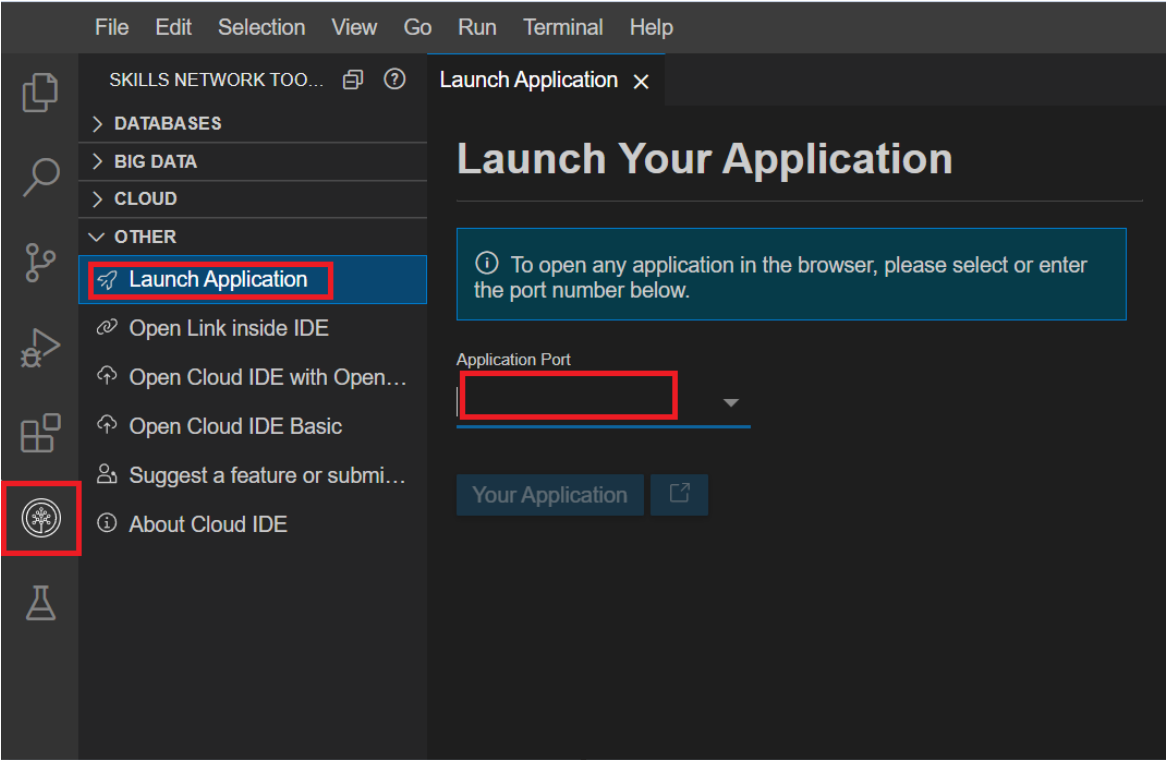 File Edit Selection View Go Run Terminal Help
SKILLS NETWORK TOO...
Launch Application
DATABASES
BIG DATA
CLOUD
OTHER
Launch Application
Open Link inside IDE
Open Cloud IDE with Open...
Open Cloud IDE Basic
Suggest a feature or submi...
About Cloud IDE
Launch Your Application
To open any application in the browser, please select or enter
the port number below.
Application Port
Your Application